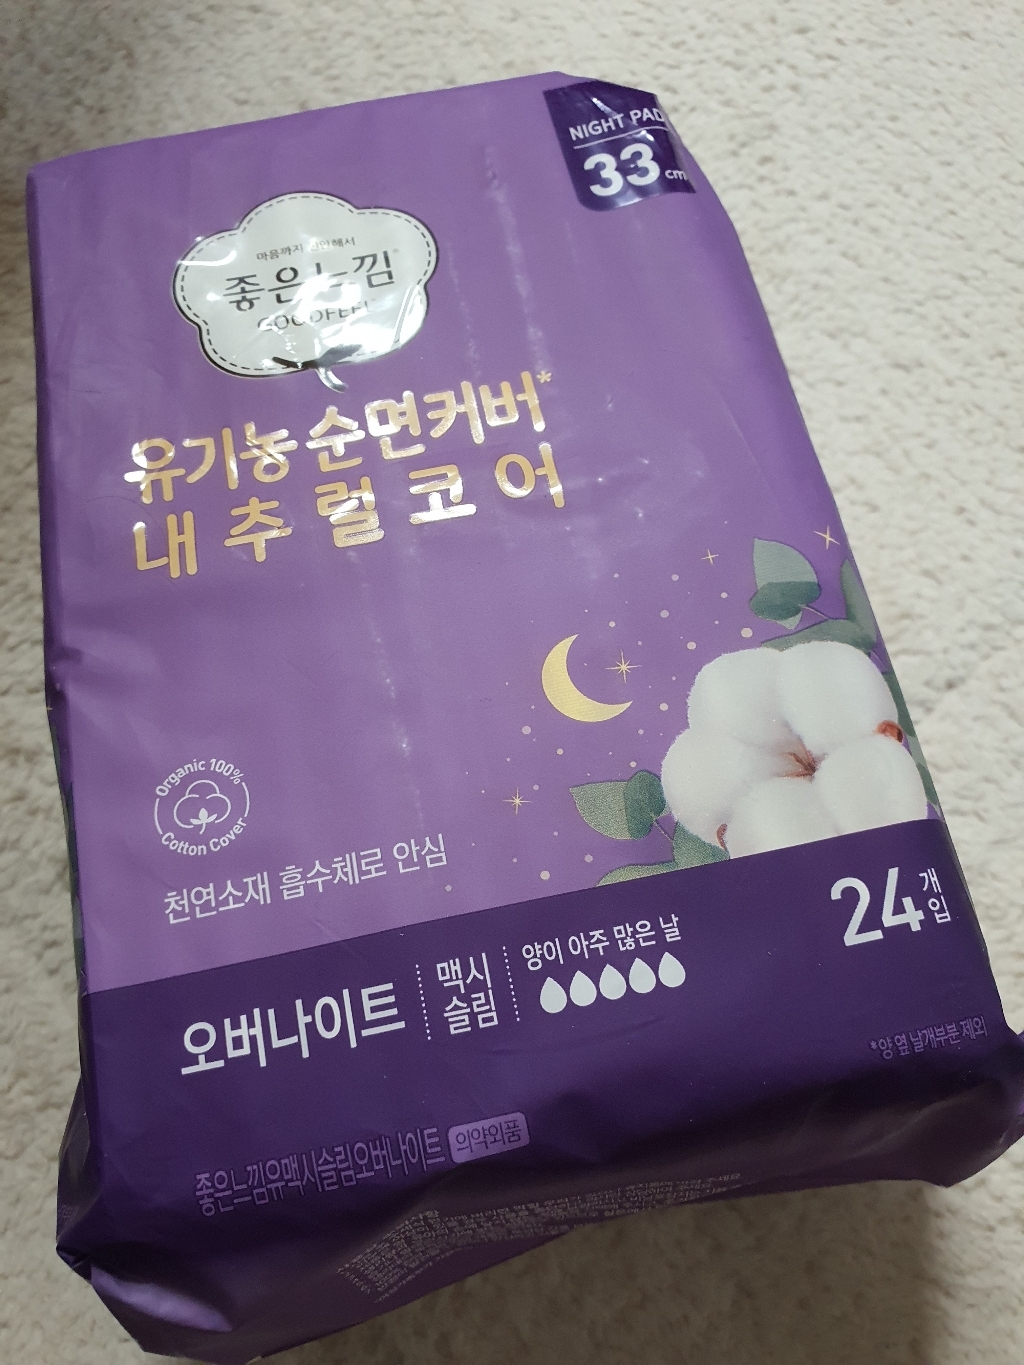 NIGHT PAD
33 cm
마음까지 편안해서
좋은느낌
GOODFEEL
유기농 순면커버*
내추럴코어
Organic 100%
Cotton Cover
천연소재 흡수체로 안심
오버나이트
맥시
슬림
양이 아주 많은 날
24 개입
*양 옆 날개부분 제외
좋은느낌유맥시슬림오버나이트 의약외품